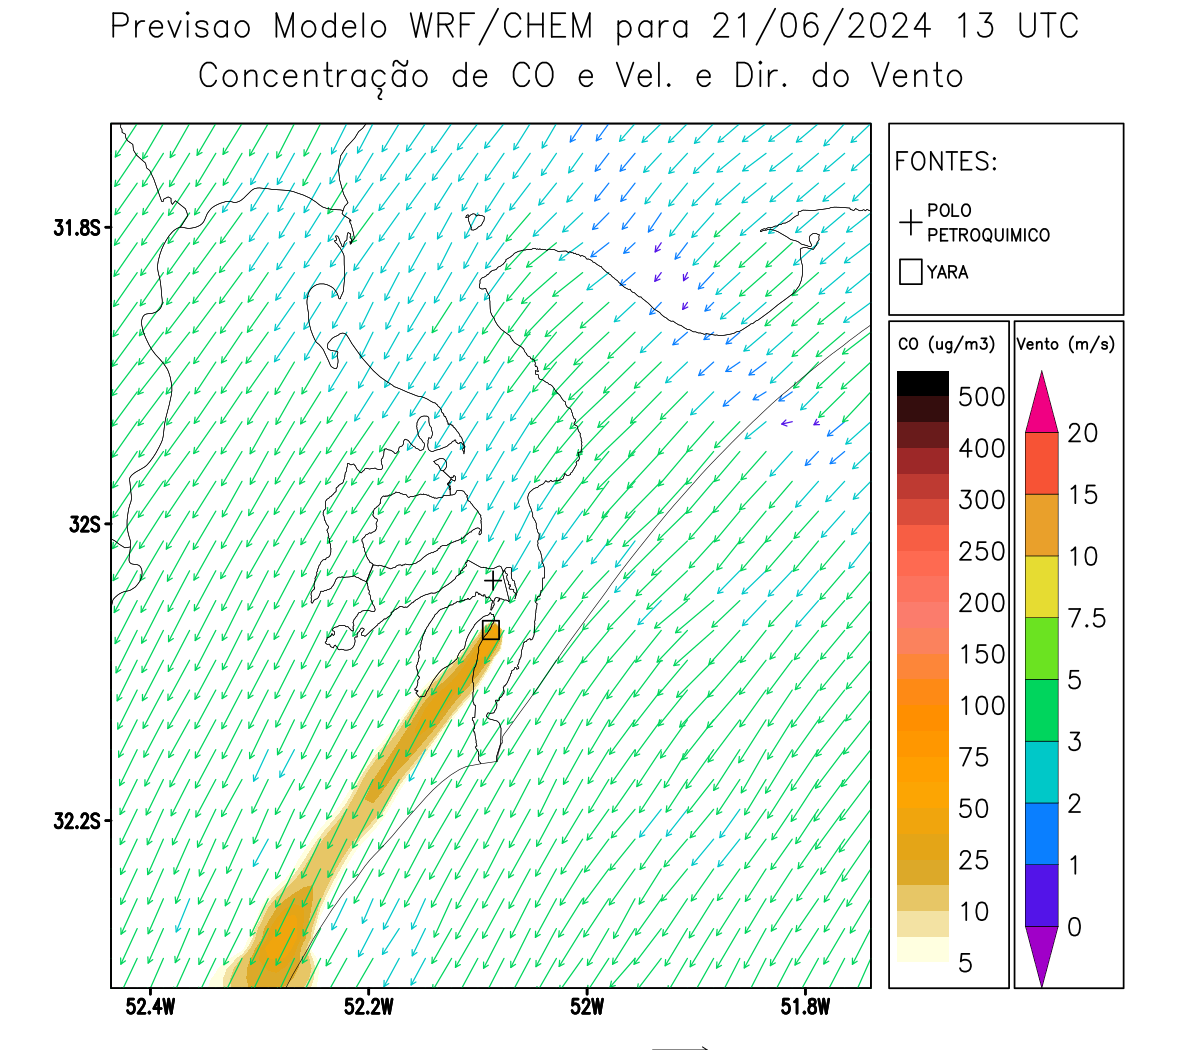 Previsao Modelo WRF/CHEM para 21/06/2024 13 UTC
Concentração de CO e Vel. e Dir. do Vento
FONTES:
POLO
PETROQUIMICO
YARA
31.8S
32S
32.2S
52.4W
52.2W
52W
51.8W
CO (ug/m3)
500
400
300
250
200
150
100
75
50
25
10
5
Vento (m/s)
20
15
10
7.5
5
3
2
1
0